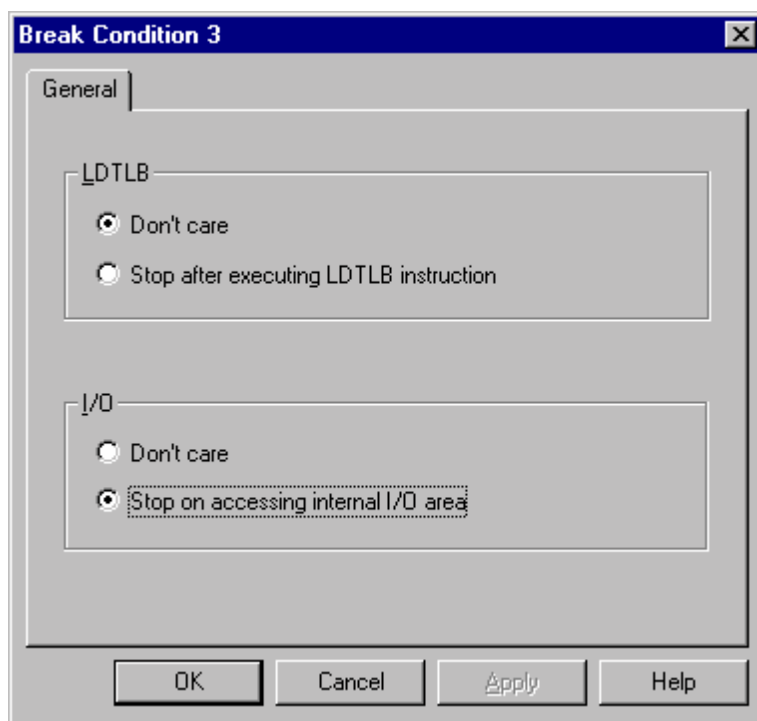 Break Condition 3
General
LDTLB
Don't care
Stop after executing LDTLB instruction
I/O
Don't care
Stop on accessing internal I/O area
OK Cancel Apply Help